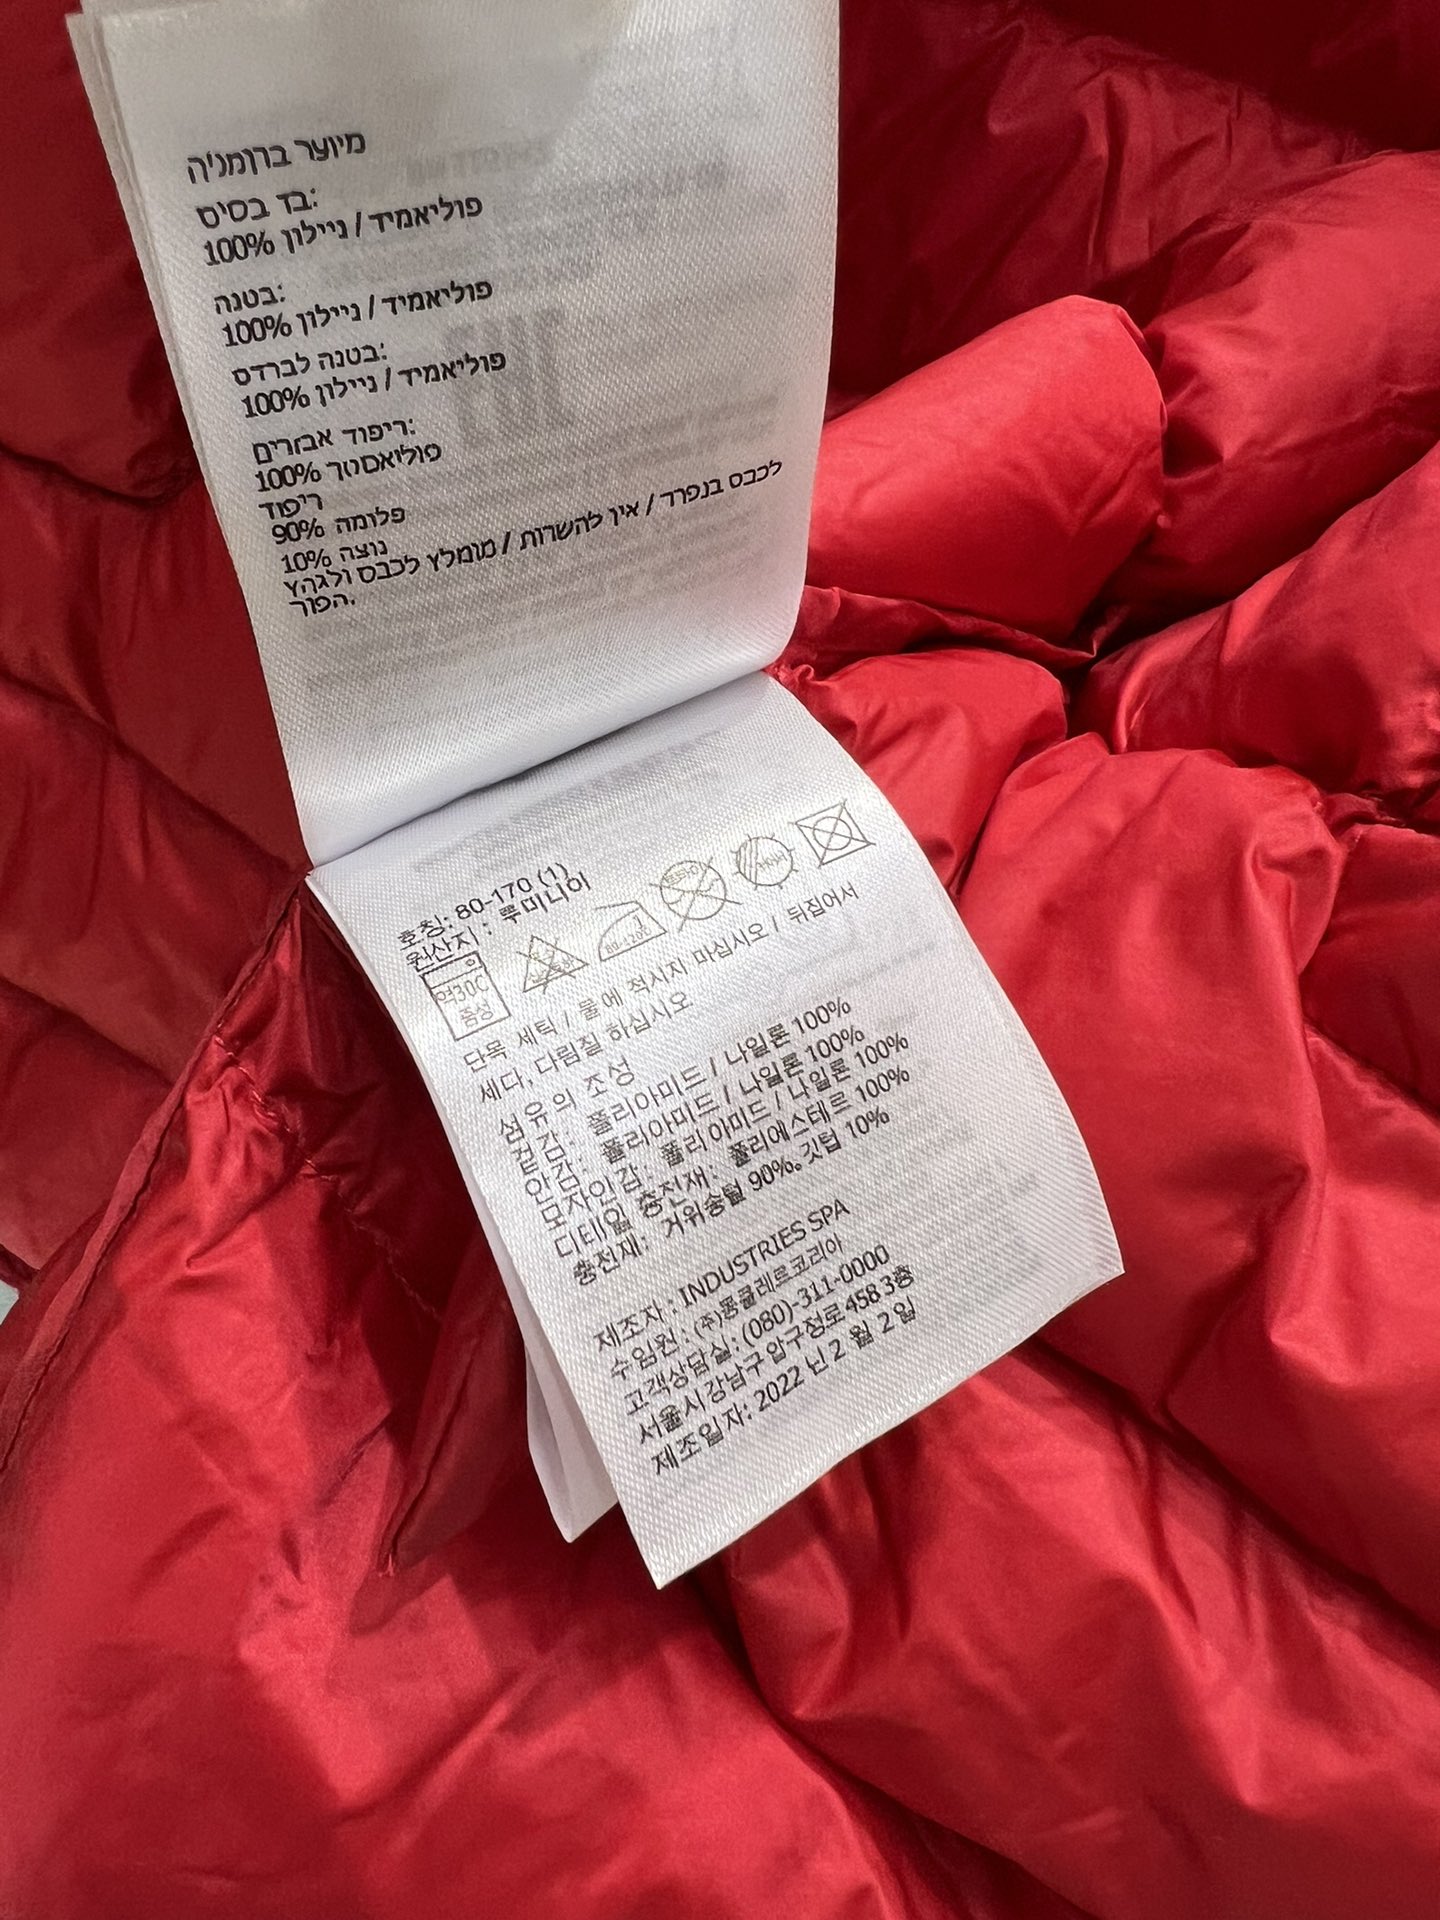 מיוצר ברומניה
בד בסיס:
100% פוליאמיד / ניילון
בטנה:
100% פוליאמיד / ניילון
בטנה לברדס:
100% פוליאמיד / ניילון
ריפוד אבזרים:
100% פוליאסטר
ריפוד
90% פלומה
10% נוצה
לכבס בנפרד / אין להשרות / מומלץ לכבס ולגהץ
הפוך.
호칭: 80-170 (1)
원산지 : 루미니아
약30℃
중성
80-120℃
단독 세탁 / 물에 적시지 마십시오 / 뒤집어서
세다, 다림질 하십시오
섬유의 조성
겉감: 폴리아미드 / 나일론 100%
안감: 폴리아미드 / 나일론 100%
모자안감: 폴리아미드 / 나일론 100%
디테일 충전재: 폴리에스테르 100%
충전재: 거위솜털 90%. 깃털 10%
제조자 : INDUSTRIES SPA
수임원 : (주)몽클레르코리아
고객상담실: (080)-311-0000
서울시 강남구 압구정로 458 3층
제조일자: 2022 년 2 월 2 일